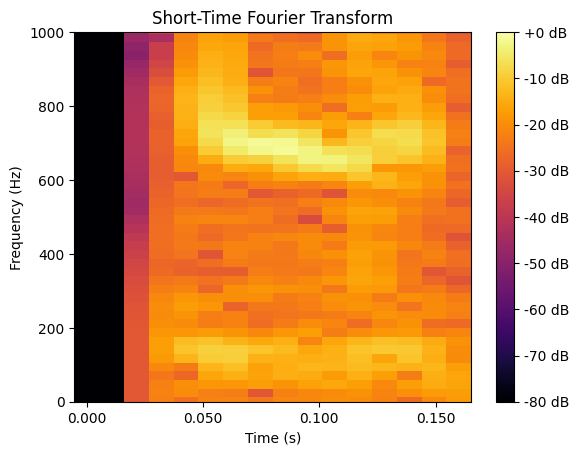 Short-Time Fourier Transform
Frequency (Hz)
1000
800
600
400
200
0
0.000
0.050
0.100
0.150
Time (s)
+0 dB
-10 dB
-20 dB
-30 dB
-40 dB
-50 dB
-60 dB
-70 dB
-80 dB